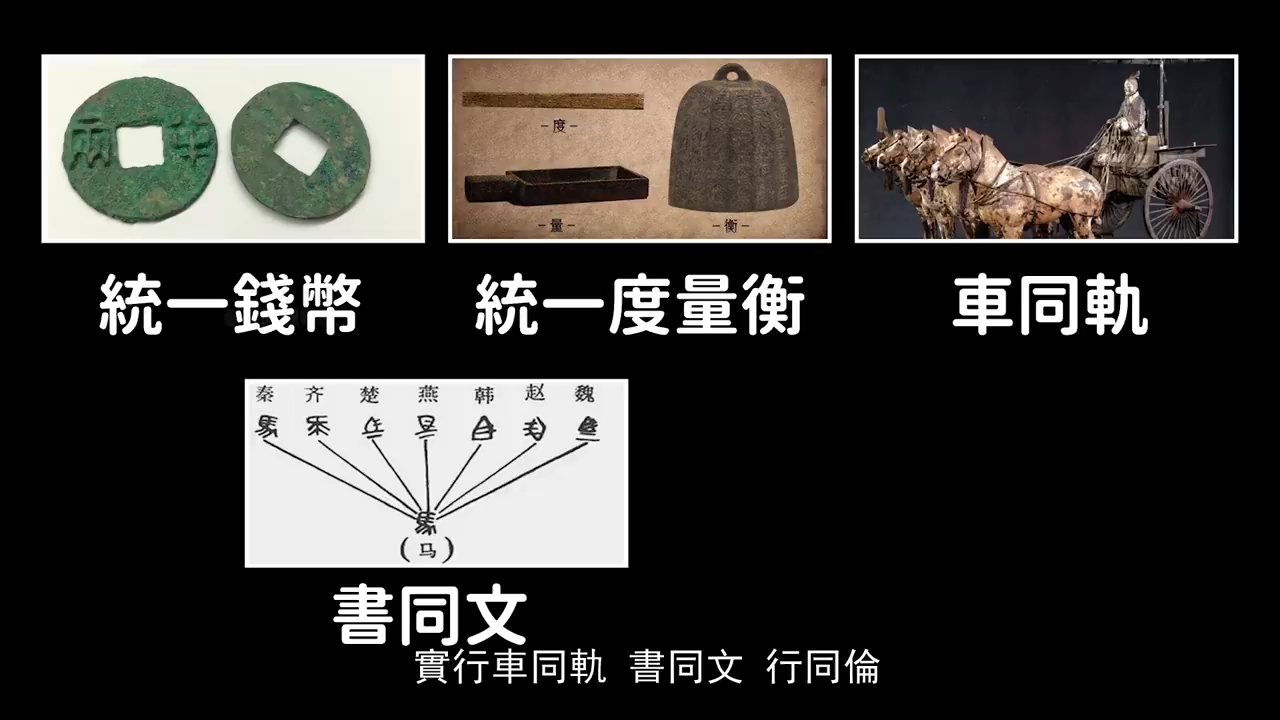 兩半
-度-
-量-
-衡-
統一錢幣
統一度量衡
車同軌
秦 齐 楚 燕 韩 赵 魏
馬
(马)
書同文
實行車同軌 書同文 行同倫